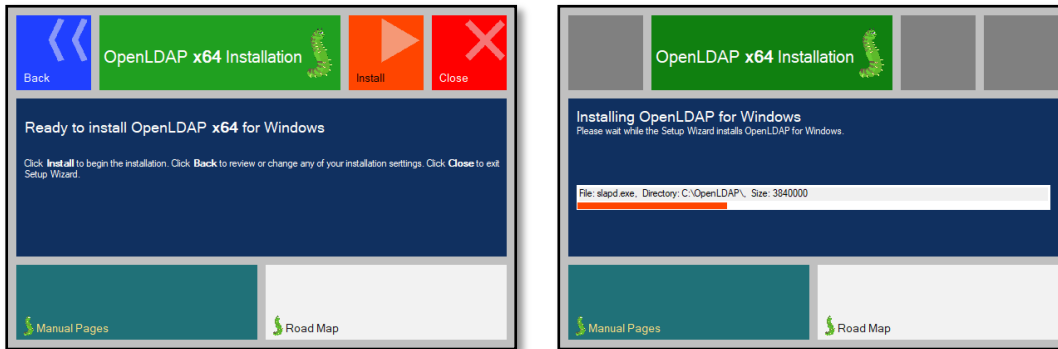 Back
OpenLDAP x64 Installation
Install
Close
Ready to install OpenLDAP x64 for Windows
Click Install to begin the installation. Click Back to review or change any of your installation serttings. Click Close to exit
Setup Wizard.
Manual Pages
Road Map
OpenLDAP x64 Installation
Installing OpenLDAP for Windows
Please wait while the Setup Wizard installs OpenLDAP for Windows.
File: slapd.exe, Directory: C:\OpenLDAP\, Size: 3840000
Manual Pages
Road Map